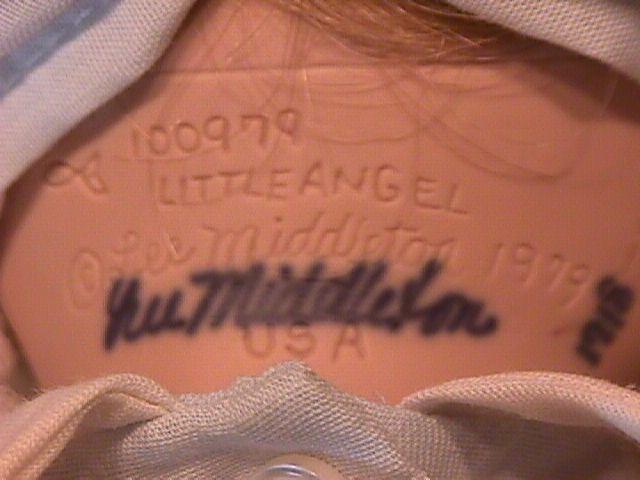 100979
LITTLE ANGEL
© Lee Middleton 1979
Lee Middleton
USA